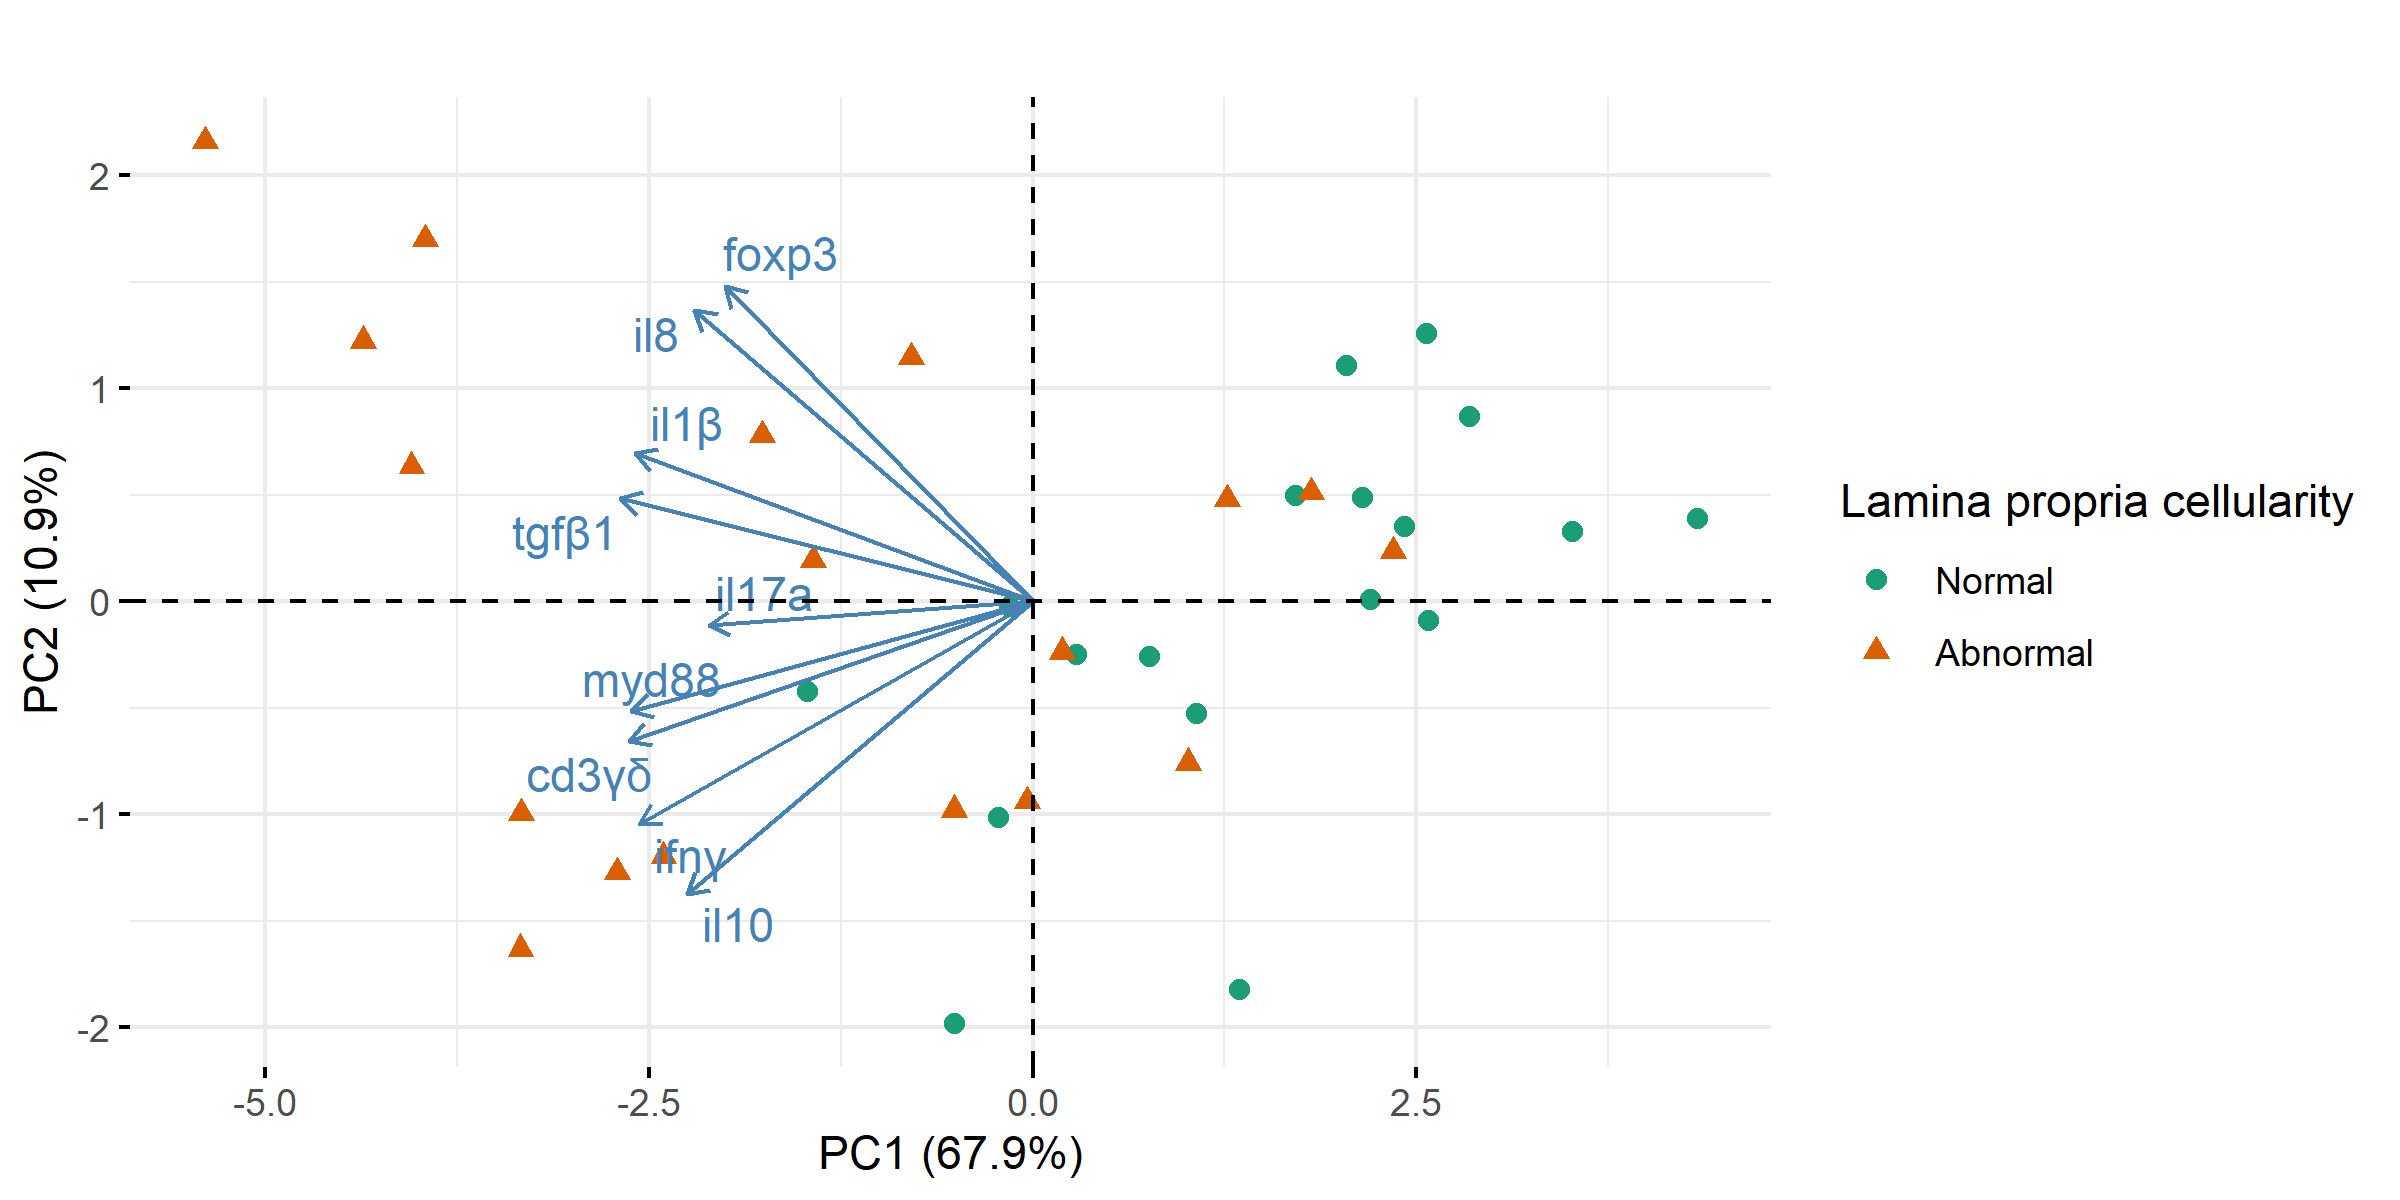 foxp3
il8
il1β
tgfβ1
il17a
myd88
cd3γδ
ifnγ
il10
2
1
0
-1
-2
-5.0
-2.5
0.0
2.5
PC1 (67.9%)
PC2 (10.9%)
Lamina propria cellularity
Normal
Abnormal